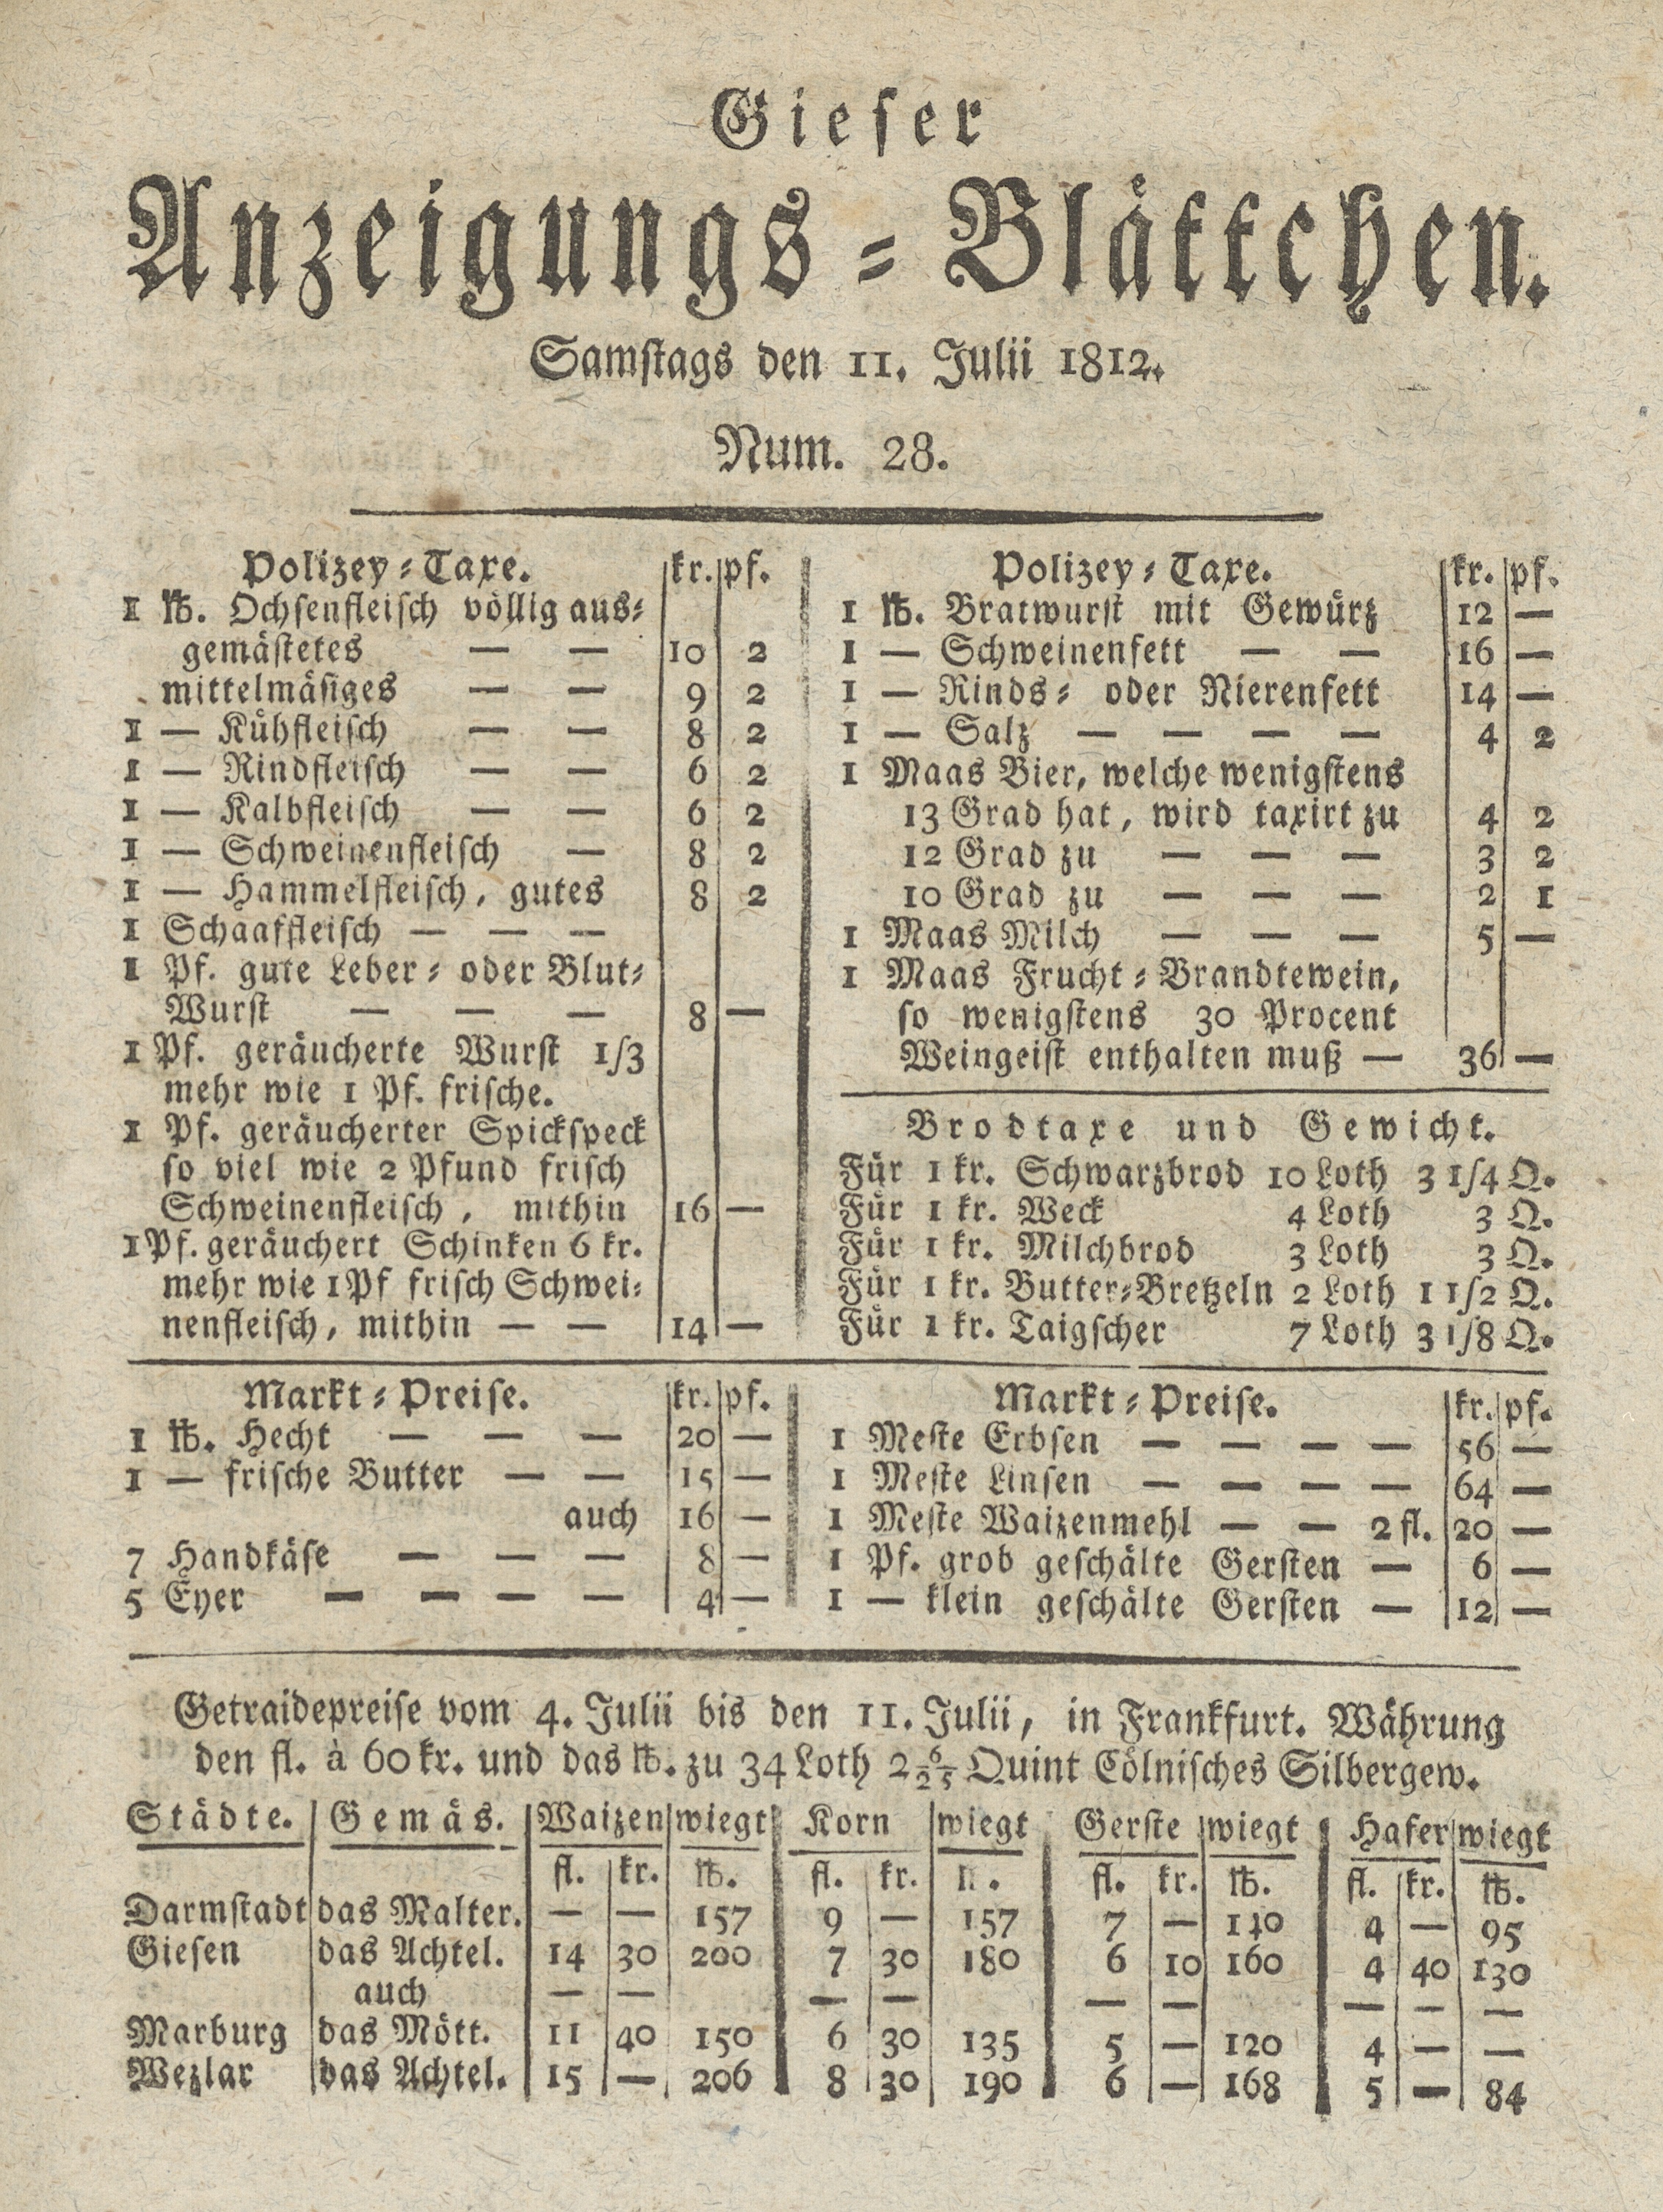 Gieſer
Anzeigungs-Blättchen.
Samſtags den 11. Julii 1812.
Num. 28.
Polizey-Taxe. kr. pf.
1 ℔. Ochſenfleiſch völlig aus-
gemäſtetes — — 10 2
mittelmäſiges — — 9 2
1 — Kühfleiſch — — 8 2
1 — Rindfleiſch — — 6 2
1 — Kalbfleiſch — — 6 2
1 — Schweinenfleiſch — 8 2
1 — Hammelfleiſch, gutes 8 2
1 Schaaffleiſch — — —
1 Pf. gute Leber- oder Blut-
Wurſt — — — 8 —
1 Pf. geräucherte Wurſt 1/3
mehr wie 1 Pf. friſche.
1 Pf. geräucherter Spickſpeck
ſo viel wie 2 Pfund friſch
Schweinenfleiſch, mithin 16 —
1 Pf. geräuchert Schinken 6 kr.
mehr wie 1 Pf friſch Schwei-
nenfleiſch, mithin — — 14 —
Polizey-Taxe. kr. pf.
1 ℔. Bratwurſt mit Gewürz 12 —
1 — Schweinenfett — — 16 —
1 — Rinds- oder Nierenfett 14 —
1 — Salz — — — — 4 2
1 Maas Bier, welche wenigſtens
13 Grad hat, wird taxirt zu 4 2
12 Grad zu — — — 3 2
10 Grad zu — — — 2 1
1 Maas Milch — — — 5 —
1 Maas Frucht-Brandtewein,
ſo wenigſtens 30 Procent
Weingeiſt enthalten muß — 36 —
Brodtaxe und Gewicht.
Für 1 kr. Schwarzbrod 10 Loth 3 1/4 Q.
Für 1 kr. Weck 4 Loth 3 Q.
Für 1 kr. Milchbrod 3 Loth 3 Q.
Für 1 kr. Butter-Bretzeln 2 Loth 1 1/2 Q.
Für 1 kr. Taigſcher 7 Loth 3 1/8 Q.
Markt-Preiſe. kr. pf.
1 ℔. Hecht — — — 20 —
1 — friſche Butter — — 15 —
auch 16 —
7 Handkäſe — — — 8 —
5 Eyer — — — — 4 —
Markt-Preiſe. kr. pf.
1 Meſte Erbſen — — — — 56 —
1 Meſte Linſen — — — — 64 —
1 Meſte Waizenmehl — — 2 fl. 20 —
1 Pf. grob geſchälte Gerſten — 6 —
1 — klein geſchälte Gerſten — 12 —
Getraidepreiſe vom 4. Julii bis den 11. Julii, in Frankfurt. Währung
den fl. à 60 kr. und das ℔. zu 34 Loth 2 6/25 Quint Cölniſches Silbergew.
Städte. Gemäs. Waizen wiegt Korn wiegt Gerſte wiegt Hafer wiegt
fl. kr. ℔. fl. kr. ℔. fl. kr. ℔. fl. kr. ℔.
Darmſtadt das Malter. — — 157 9 — 157 7 — 140 4 — 95
Gieſen das Achtel. 14 30 200 7 30 180 6 10 160 4 40 130
auch — — — — — — — — —
Marburg das Mött. 11 40 150 6 30 135 5 — 120 4 — —
Wezlar das Achtel. 15 — 206 8 30 190 6 — 168 5 — 84